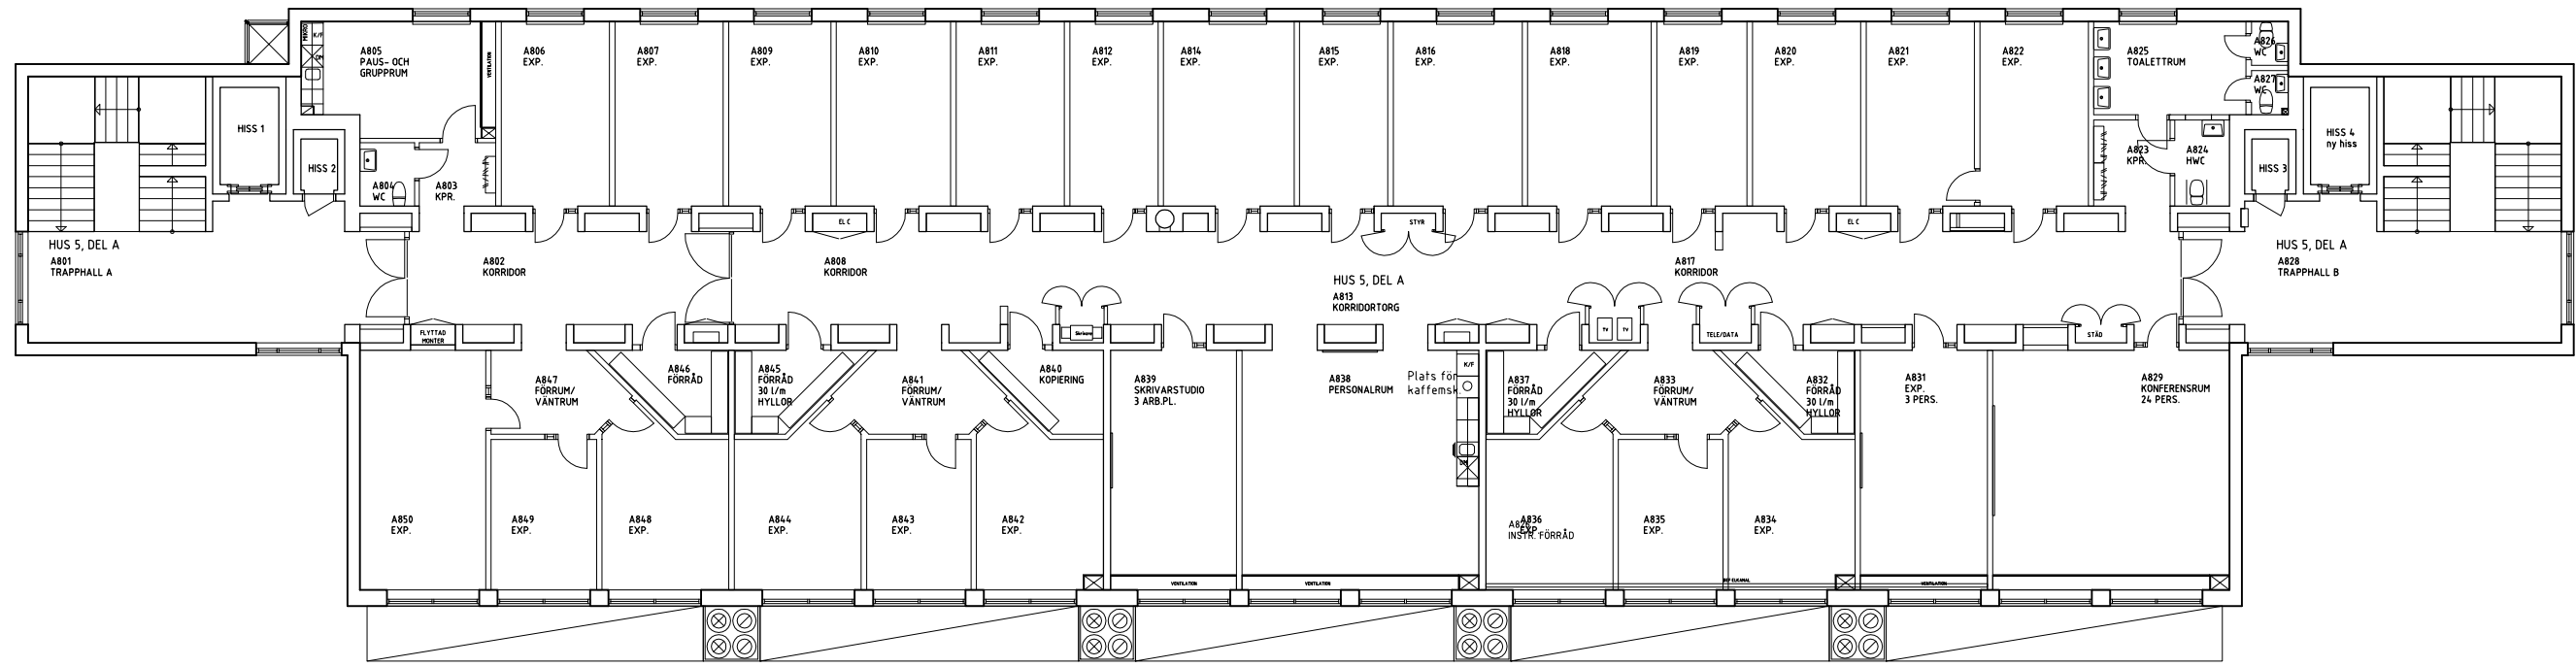 MIKRO
K/F
DM
A805
PAUS- OCH
GRUPPRUM
VENTILATION
A806
EXP.
A807
EXP.
A809
EXP.
A810
EXP.
A811
EXP.
A812
EXP.
A814
EXP.
A815
EXP.
A816
EXP.
A818
EXP.
A819
EXP.
A820
EXP.
A821
EXP.
A822
EXP.
A825
TOALETTRUM
A826
WC
A827
WC
HISS 1
HISS 2
A804
WC
A803
KPR.
A823
KPR.
A824
HWC
HISS 3
HISS 4
ny hiss
EL C
STYR
EL C
HUS 5, DEL A
A801
TRAPPHALL A
A802
KORRIDOR
A808
KORRIDOR
HUS 5, DEL A
A813
KORRIDORTORG
A817
KORRIDOR
HUS 5, DEL A
A828
TRAPPHALL B
FLYTTAD
MONTER
Skrivare
TV
TV
TELE/DATA
STÄD
A847
FÖRRUM/
VÄNTRUM
A846
FÖRRÅD
A845
FÖRRÅD
30 l/m
HYLLOR
A841
FÖRRUM/
VÄNTRUM
A840
KOPIERING
A839
SKRIVARSTUDIO
3 ARB.PL.
A838
PERSONALRUM
Plats för
kaffemsk.
K/F
DM
A837
FÖRRÅD
30 l/m
HYLLOR
A833
FÖRRUM/
VÄNTRUM
A832
FÖRRÅD
30 l/m
HYLLOR
A831
EXP.
3 PERS.
A829
KONFERENSRUM
24 PERS.
A850
EXP.
A849
EXP.
A848
EXP.
A844
EXP.
A843
EXP.
A842
EXP.
A836
EXP.
INSTR. FÖRRÅD
A835
EXP.
A834
EXP.
VENTILATION
VENTILATION
VENTILATION